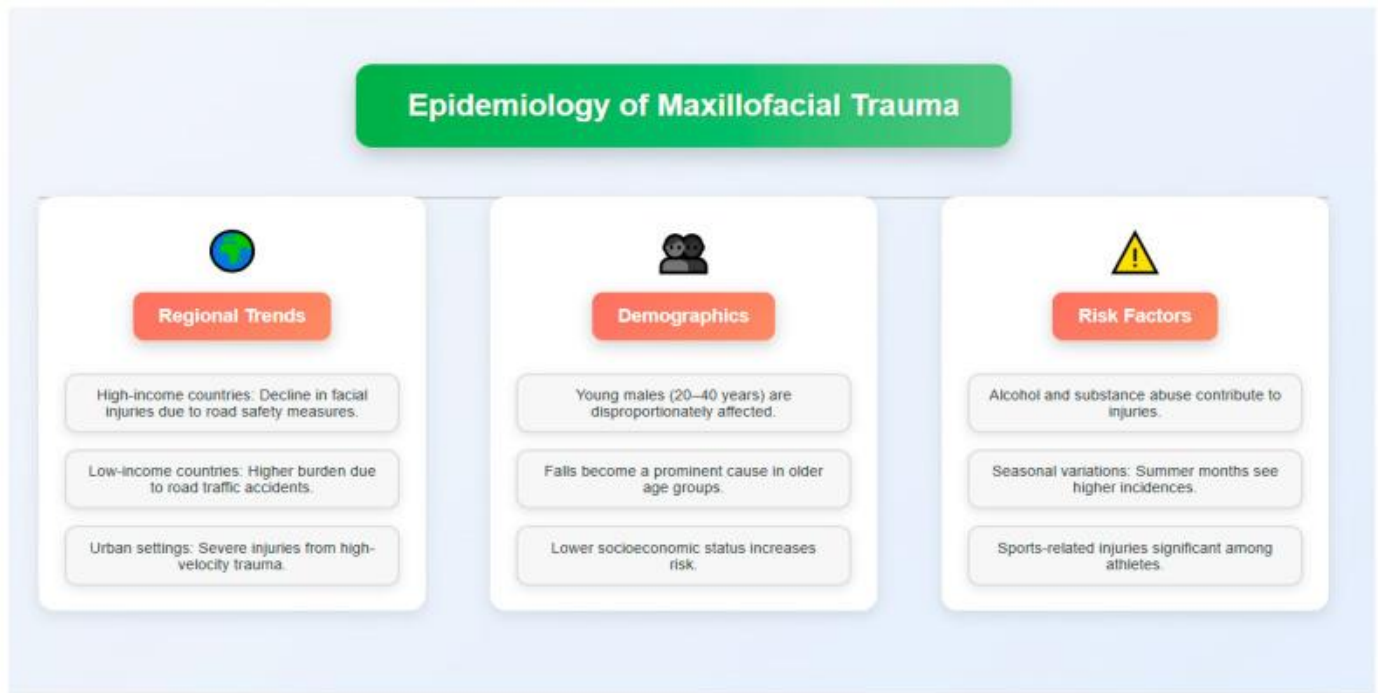 Epidemiology of Maxillofacial Trauma
Regional Trends
High-income countries: Decline in facial
injuries due to road safety measures.
Low-income countries: Higher burden due
to road traffic accidents.
Urban settings: Severe injuries from high-
velocity trauma.
Demographics
Young males (20–40 years) are
disproportionately affected.
Falls become a prominent cause in older
age groups.
Lower socioeconomic status increases
risk.
Risk Factors
Alcohol and substance abuse contribute to
injuries.
Seasonal variations: Summer months see
higher incidences.
Sports-related injuries significant among
athletes.